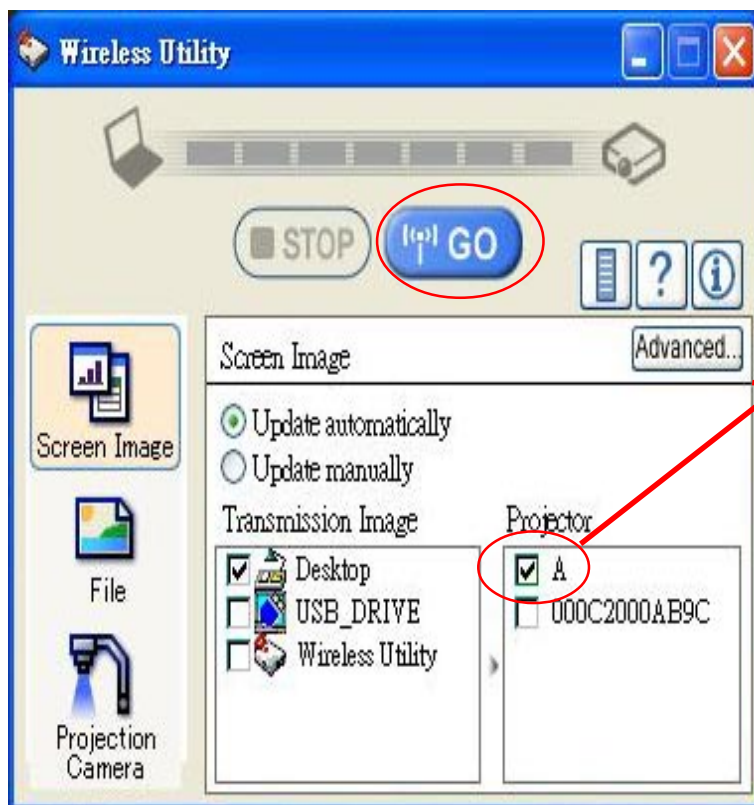 Wireless Utility
STOP
GO
?
i
Screen Image
Advanced...
Screen Image
Update automatically
Update manually
File
Transmission Image
Projector
Desktop
A
USB_DRIVE
000C2000AB9C
Wireless Utility
Projection
Camera